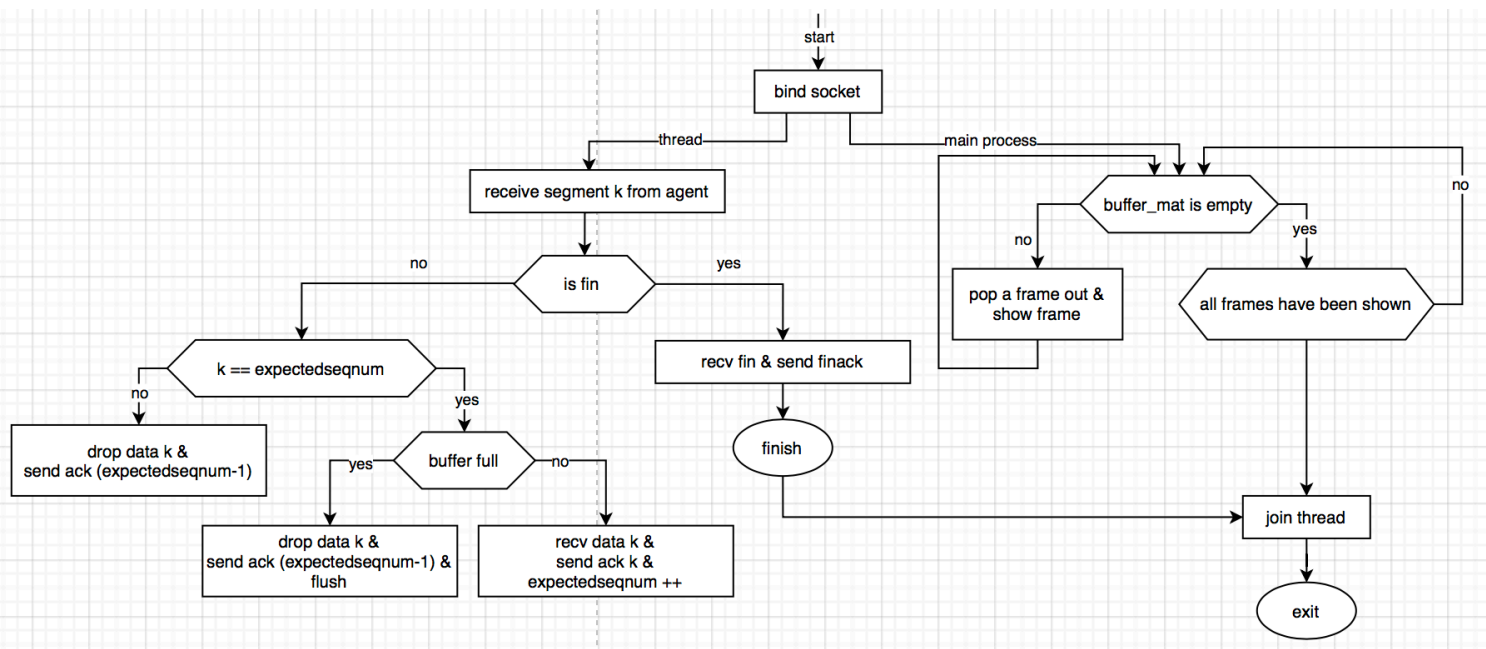 start
bind socket
thread
main process
receive segment k from agent
no
buffer_mat is empty
no
yes
no
yes
is fin
pop a frame out &
show frame
all frames have been shown
k == expectedseqnum
recv fin & send finack
no
yes
drop data k &
send ack (expectedseqnum-1)
yes
buffer full
no
finish
join thread
drop data k &
send ack (expectedseqnum-1) &
flush
recv data k &
send ack k &
expectedseqnum ++
exit